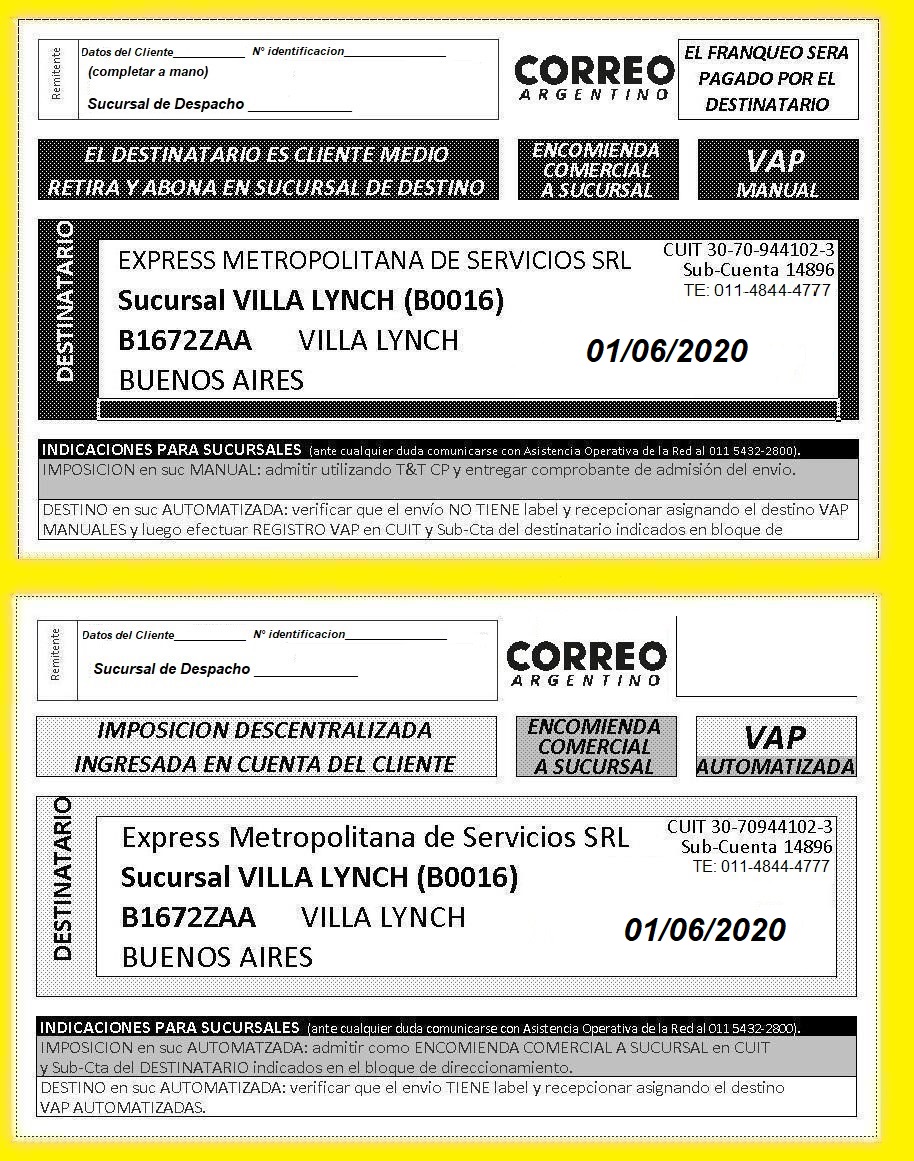 Remitente
Datos del Cliente___________ N° identificacion________________
(completar a mano)
Sucursal de Despacho _____________
CORREO
ARGENTINO
EL FRANQUEO SERA
PAGADO POR EL
DESTINATARIO
EL DESTINATARIO ES CLIENTE MEDIO
RETIRA Y ABONA EN SUCURSAL DE DESTINO
ENCOMIENDA
COMERCIAL
A SUCURSAL
VAP
MANUAL
DESTINATARIO
EXPRESS METROPOLITANA DE SERVICIOS SRL
CUIT 30-70-944102-3
Sub-Cuenta 14896
TE: 011-4844-4777
Sucursal VILLA LYNCH (B0016)
B1672ZAA VILLA LYNCH
01/06/2020
BUENOS AIRES
INDICACIONES PARA SUCURSALES (ante cualquier duda comunicarse con Asistencia Operativa de la Red al 011 5432-2800).
IMPOSICION en suc MANUAL: admitir utilizando T&T CP y entregar comprobante de admisión del envio.
DESTINO en suc AUTOMATIZADA: verificar que el envío NO TIENE label y recepcionar asignando el destino VAP
MANUALES y luego efectuar REGISTRO VAP en CUIT y Sub-Cta del destinatario indicados en bloque de
Remitente
Datos del Cliente___________ N° identificacion________________
Sucursal de Despacho _____________
CORREO
ARGENTINO
IMPOSICION DESCENTRALIZADA
INGRESADA EN CUENTA DEL CLIENTE
ENCOMIENDA
COMERCIAL
A SUCURSAL
VAP
AUTOMATIZADA
DESTINATARIO
Express Metropolitana de Servicios SRL
CUIT 30-70944102-3
Sub-Cuenta 14896
TE: 011-4844-4777
Sucursal VILLA LYNCH (B0016)
B1672ZAA VILLA LYNCH
01/06/2020
BUENOS AIRES
INDICACIONES PARA SUCURSALES (ante cualquier duda comunicarse con Asistencia Operativa de la Red al 011 5432-2800).
IMPOSICION en suc AUTOMATZADA: admitir como ENCOMIENDA COMERCIAL A SUCURSAL en CUIT
y Sub-Cta del DESTINATARIO indicados en el bloque de direccionamiento.
DESTINO en suc AUTOMATIZADA: verificar que el envio TIENE label y recepcionar asignando el destino
VAP AUTOMATIZADAS.